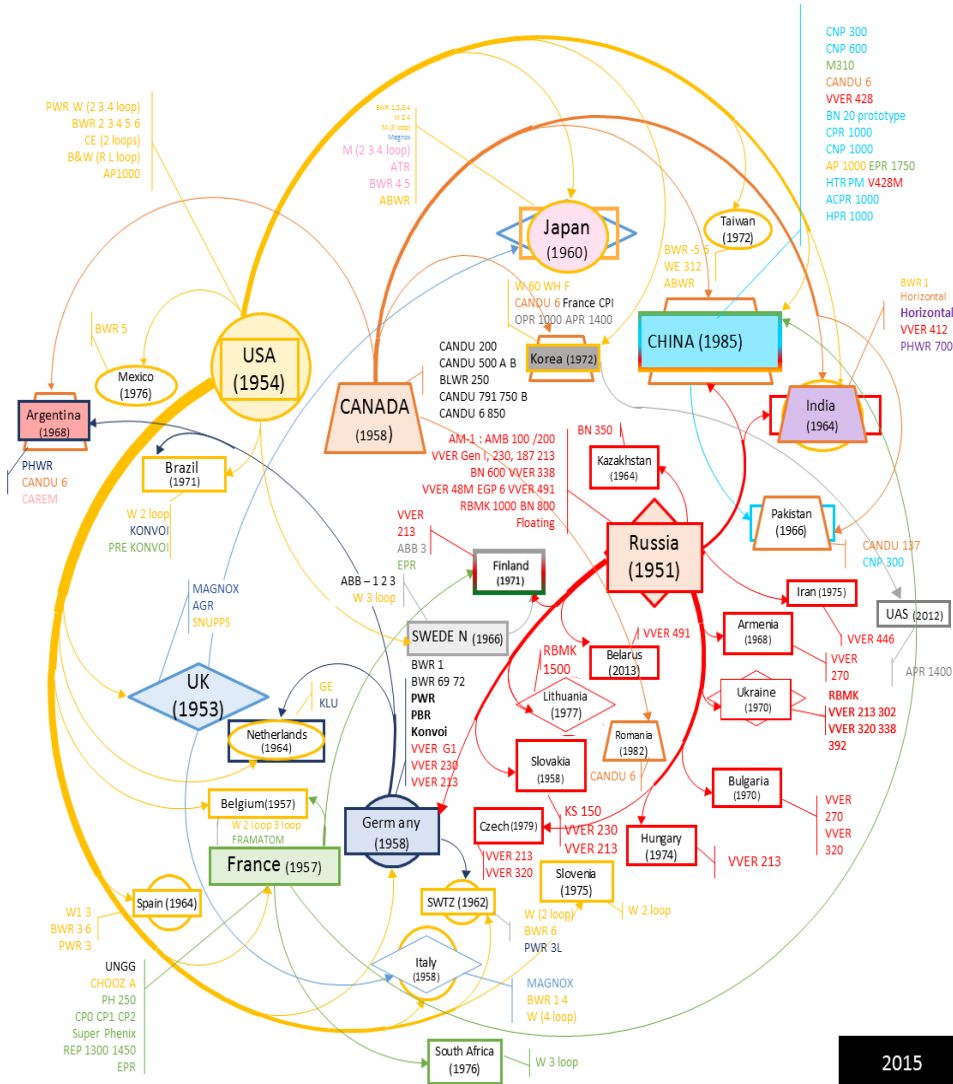 CNP 300
CNP 600
M310
CANDU 6
VVER 428
BN 20 prototype
CPR 1000
CNP 1000
AP 1000 EPR 1750
HTR PM V428M
ACPR 1000
HPR 1000
PWR W (2 3 4 loop)
BWR 2 3 4 5 6
CE (2 loops)
B&W (R L loop)
AP1000
BWR 1,2,3,4
W 2-4
M (3 loop)
Magnox
M (2 3 4 loop)
ATR
BWR 4 5
ABWR
Japan
(1960)
Taiwan
(1972)
BWR -5 6
WE 312
ABWR
W 60 WH F
CANDU 6 France CPI
OPR 1000 APR 1400
Korea (1972)
CHINA (1985)
BWR 1
Horizontal
Horizontal
VVER 412
PHWR 700
India
(1964)
BWR 5
Mexico
(1976)
USA
(1954)
CANADA
(1958)
CANDU 200
CANDU 500 A B
BLWR 250
CANDU 791 750 B
CANDU 6 850
Argentina
(1968)
PHWR
CANDU 6
CAREM
Brazil
(1971)
W 2 loop
KONVOI
PRE KONVOI
AM-1 : AMB 100 /200
VVER Gen I, 230, 187 213
BN 600 VVER 338
VVER 48M EGP 6 VVER 491
RBMK 1000 BN 800
Floating
BN 350
Kazakhstan
(1964)
Pakistan
(1966)
CANDU 137
CNP 300
Russia
(1951)
VVER
213
ABB 3
EPR
Finland
(1971)
ABB – 1 2 3
W 3 loop
SWEDE N (1966)
Iran (1975)
VVER 446
UAS (2012)
APR 1400
Armenia
(1968)
VVER
270
MAGNOX
AGR
SNUPPS
UK
(1953)
GE
KLU
Netherlands
(1964)
BWR 1
BWR 69 72
PWR
PBR
Konvoi
VVER G1
VVER 230
VVER 213
RBMK
1500
Belarus
(2013)
VVER 491
Lithuania
(1977)
Ukraine
(1970)
RBMK
VVER 213 302
VVER 320 338
392
Romania
(1982)
CANDU 6
Slovakia
(1958)
KS 150
VVER 230
VVER 213
Bulgaria
(1970)
VVER
270
VVER
320
Belgium(1957)
W 2 loop 3 loop
FRAMATOM
Germ any
(1958)
Czech (1979)
VVER 213
VVER 320
Hungary
(1974)
VVER 213
France (1957)
Slovenia
(1975)
W 2 loop
Spain (1964)
W1 3
BWR 3 6
PWR 3
SWTZ (1962)
W (2 loop)
BWR 6
PWR 3L
UNGG
CHOOZ A
PH 250
CP0 CP1 CP2
Super Phenix
REP 1300 1450
EPR
Italy
(1958)
MAGNOX
BWR 1 4
W (4 loop)
South Africa
(1976)
W 3 loop
2015